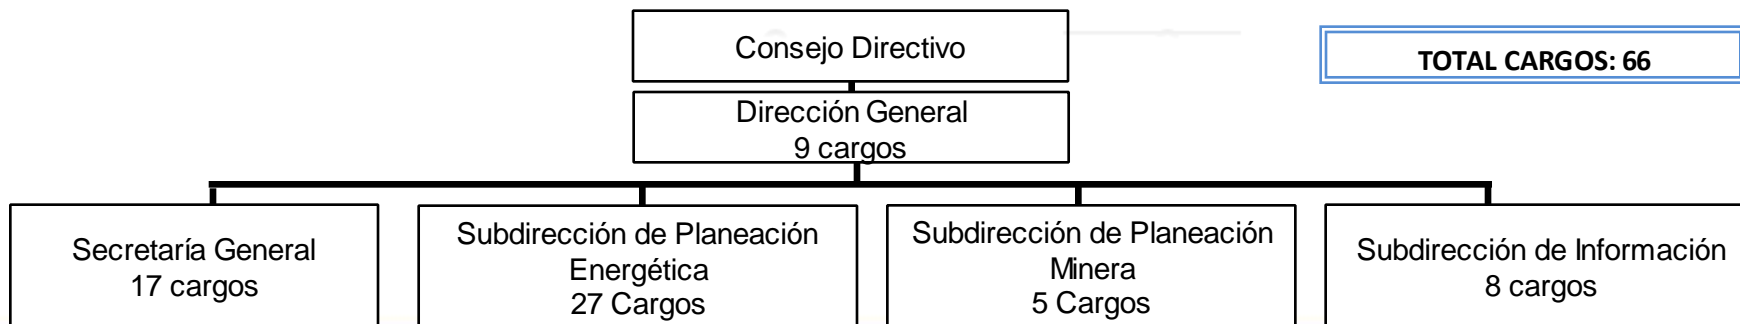 Consejo Directivo
TOTAL CARGOS: 66
Dirección General
9 cargos
Secretaría General
17 cargos
Subdirección de Planeación
Energética
27 Cargos
Subdirección de Planeación
Minera
5 Cargos
Subdirección de Información
8 cargos